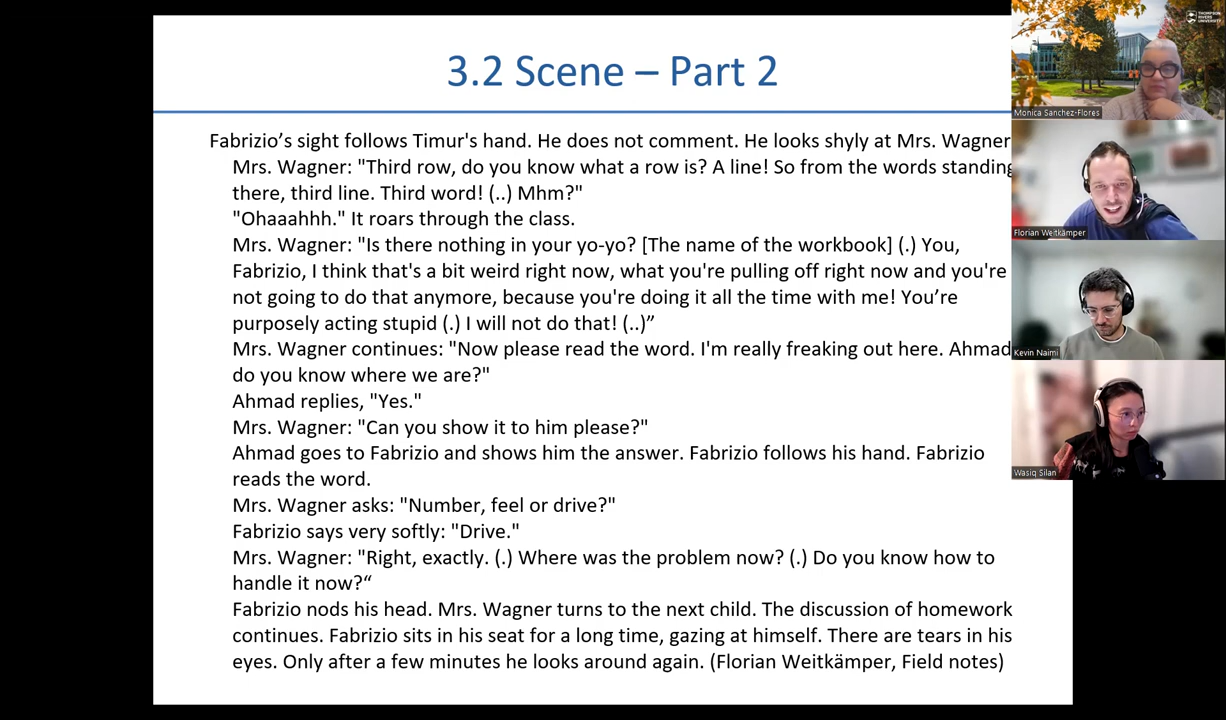 3.2 Scene – Part 2
Fabrizio’s sight follows Timur's hand. He does not comment. He looks shyly at Mrs. Wagner
Mrs. Wagner: "Third row, do you know what a row is? A line! So from the words standing
there, third line. Third word! (..) Mhm?"
"Ohaaahhh." It roars through the class.
Mrs. Wagner: "Is there nothing in your yo-yo? [The name of the workbook] (.) You,
Fabrizio, I think that's a bit weird right now, what you're pulling off right now and you're
not going to do that anymore, because you're doing it all the time with me! You’re
purposely acting stupid (.) I will not do that! (..)”
Mrs. Wagner continues: "Now please read the word. I'm really freaking out here. Ahmad
do you know where we are?"
Ahmad replies, "Yes."
Mrs. Wagner: "Can you show it to him please?"
Ahmad goes to Fabrizio and shows him the answer. Fabrizio follows his hand. Fabrizio
reads the word.
Mrs. Wagner asks: "Number, feel or drive?"
Fabrizio says very softly: "Drive."
Mrs. Wagner: "Right, exactly. (.) Where was the problem now? (.) Do you know how to
handle it now?“
Fabrizio nods his head. Mrs. Wagner turns to the next child. The discussion of homework
continues. Fabrizio sits in his seat for a long time, gazing at himself. There are tears in his
eyes. Only after a few minutes he looks around again. (Florian Weitkämper, Field notes)
THOMPSON
RIVERS
UNIVERSITY
Monica Sanchez-Flores
Florian Weitkämper
Kevin Naimi
Wasiq Silan